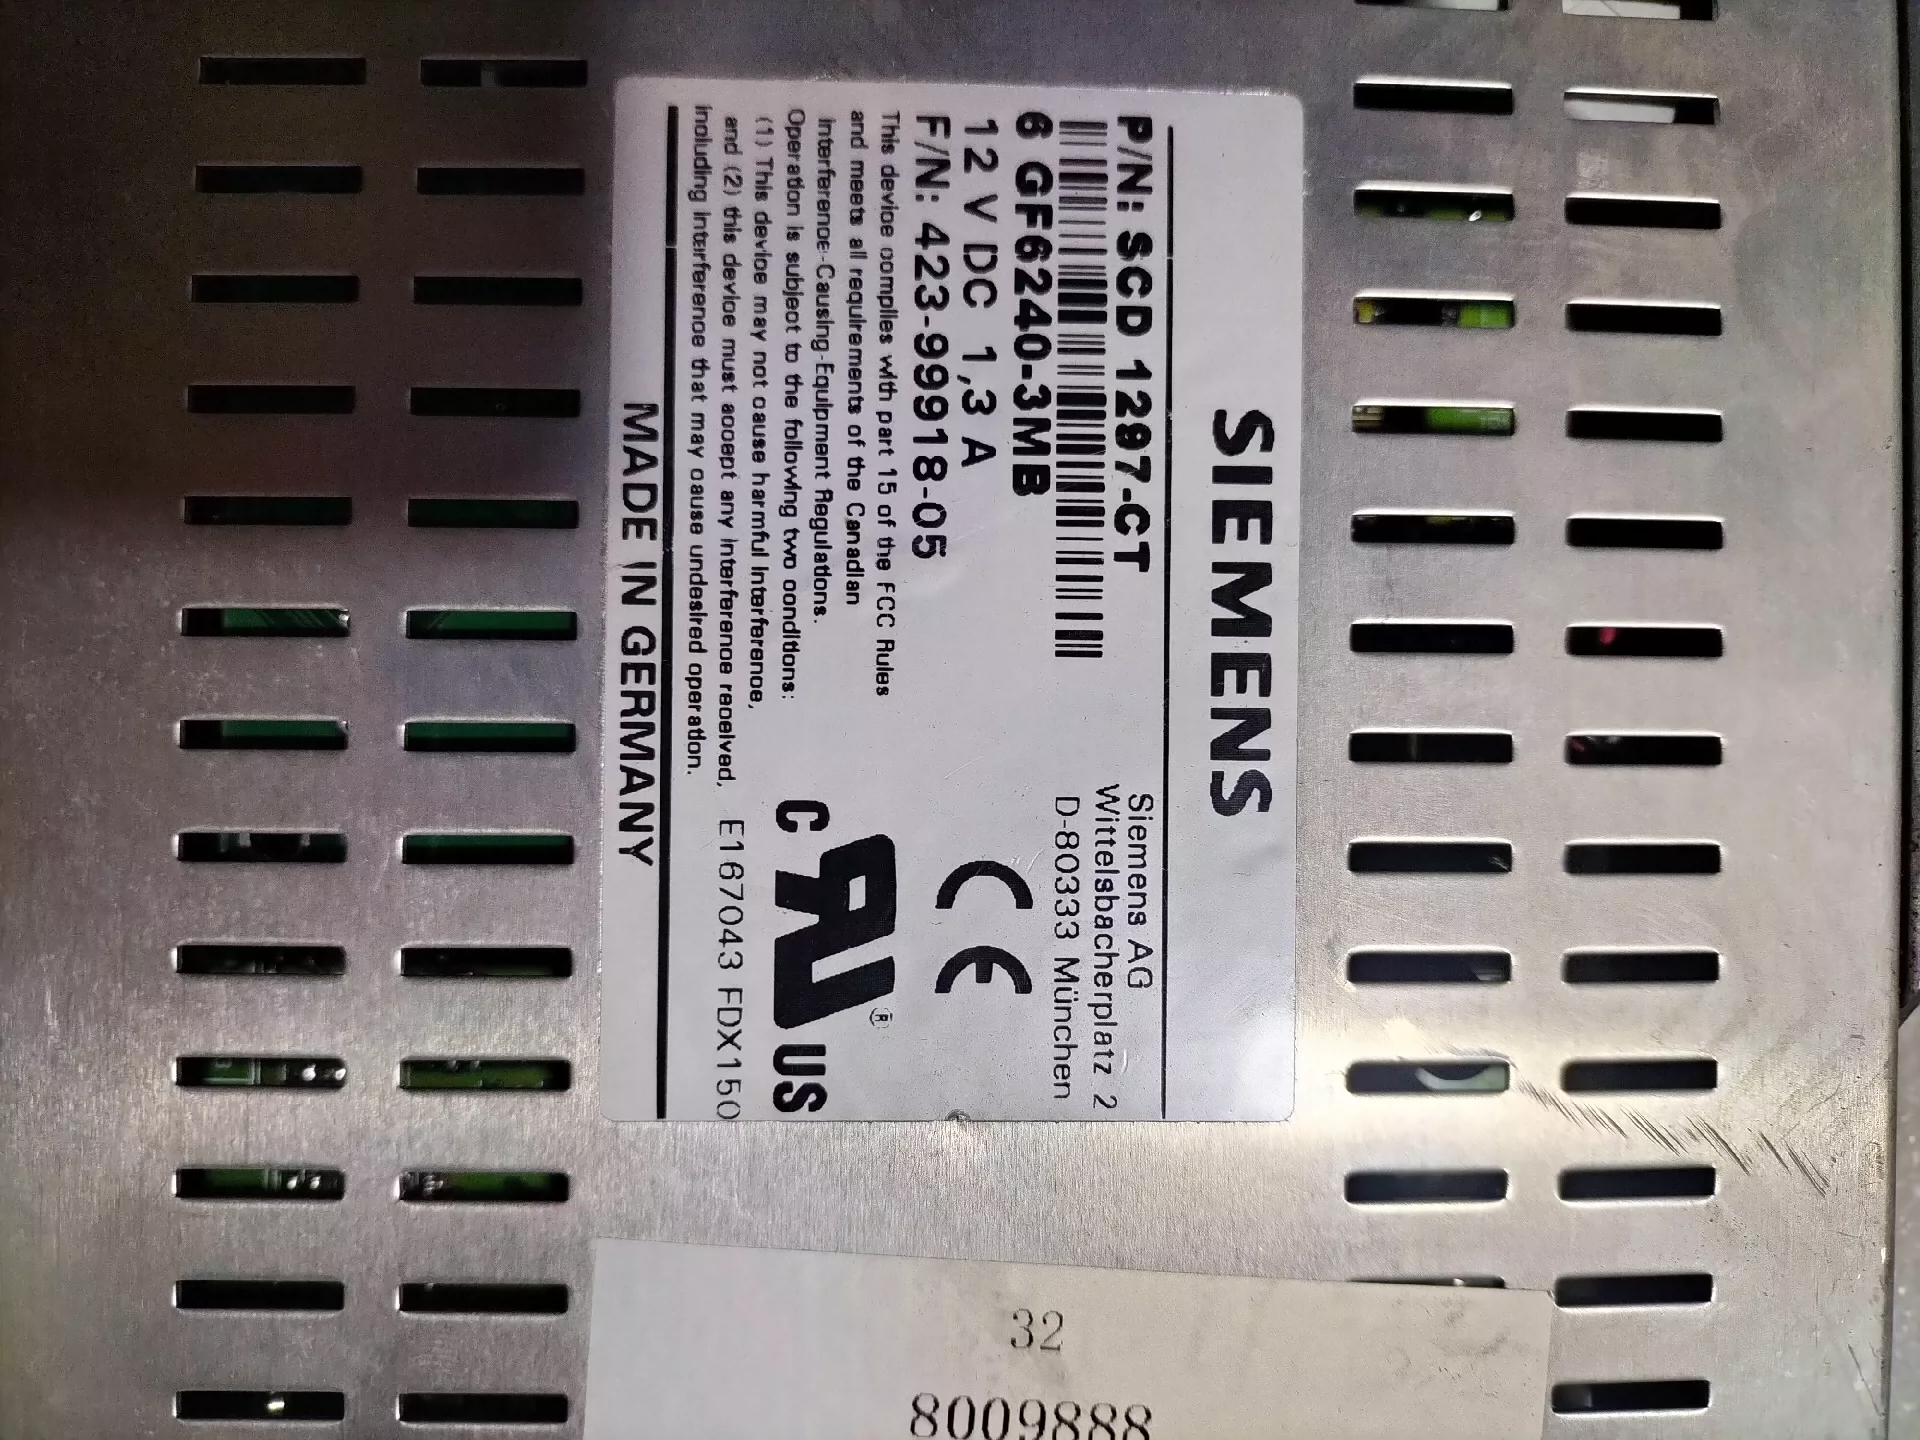 SIEMENS
P/N: SCD 1297-CT
6 GF6240-3MB
12 V DC 1,3 A
F/N: 423-99918-05
Siemens AG
Wittelsbacherplatz 2
D-80333 München
This device complies with part 15 of the FCC Rules
and meets all requirements of the Canadian
Interference-Causing-Equipment Regulations.
Operation is subject to the following two conditions:
(1) This device may not cause harmful interference,
and (2) this device must accept any interference received,
including interference that may cause undesired operation.
CE
C RU ® US
E167043 FDX150
MADE IN GERMANY
32
8009888